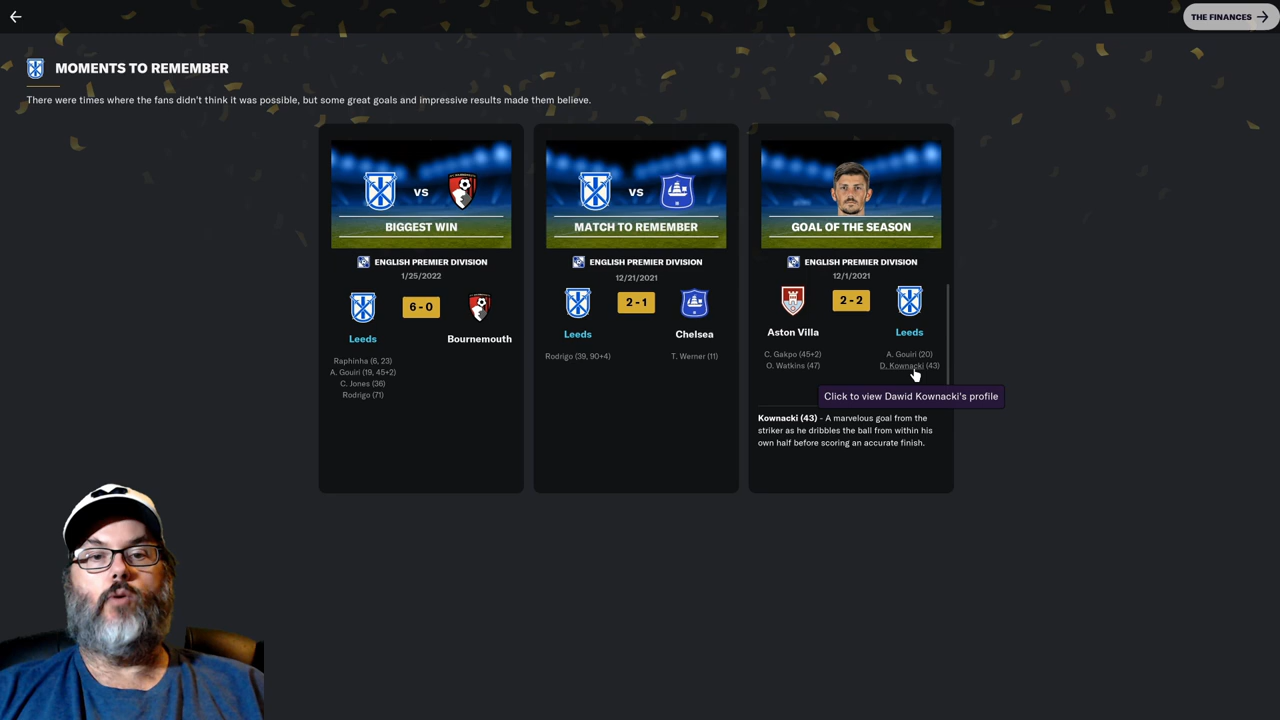 THE FINANCES
MOMENTS TO REMEMBER
There were times where the fans didn't think it was possible, but some great goals and impressive results made them believe.
vs
BIGGEST WIN
ENGLISH PREMIER DIVISION
1/25/2022
6 - 0
Leeds
Bournemouth
Raphinha (6, 23)
A. Gouiri (19, 45+2)
C. Jones (36)
Rodrigo (71)
vs
MATCH TO REMEMBER
ENGLISH PREMIER DIVISION
12/21/2021
2 - 1
Leeds
Chelsea
Rodrigo (39, 90+4)
T. Werner (11)
GOAL OF THE SEASON
ENGLISH PREMIER DIVISION
12/1/2021
2 - 2
Aston Villa
Leeds
C. Gakpo (45+2)
A. Gouiri (20)
O. Watkins (47)
D. Kownacki (43)
Click to view Dawid Kownacki's profile
Kownacki (43) - A marvelous goal from the
striker as he dribbles the ball from within his
own half before scoring an accurate finish.